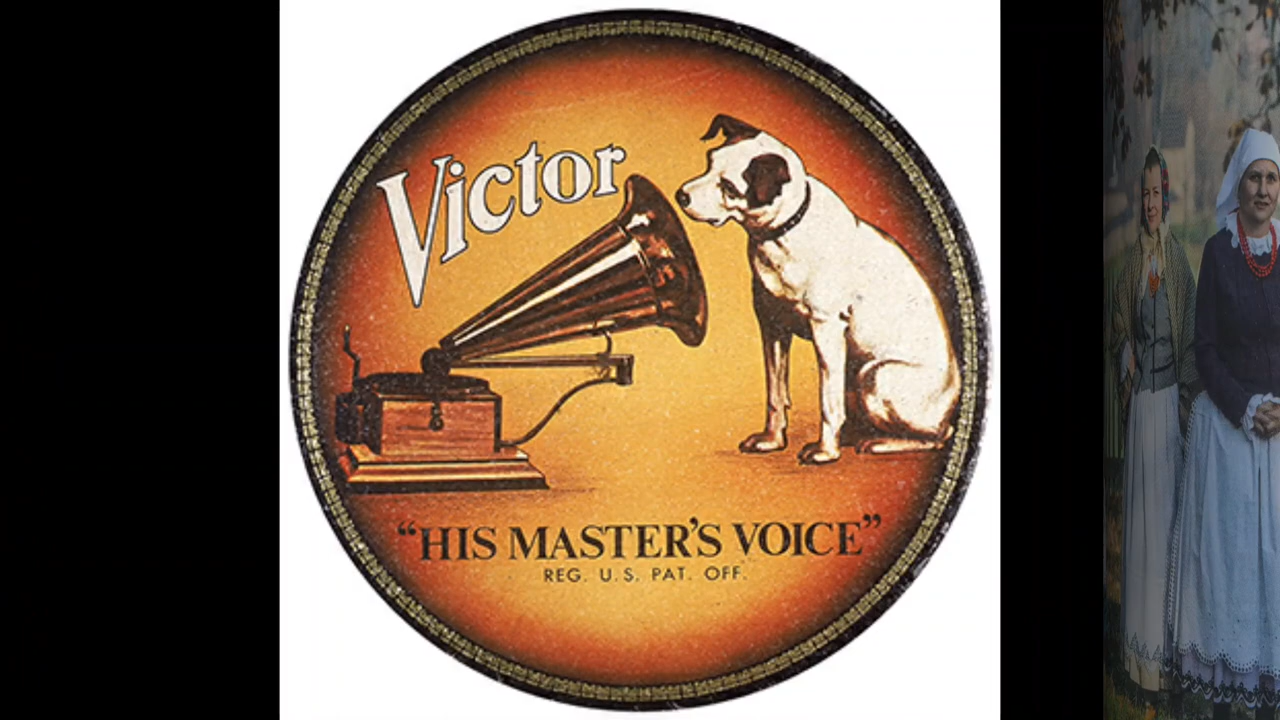 Victor
“HIS MASTER’S VOICE”
REG. U.S. PAT. OFF.